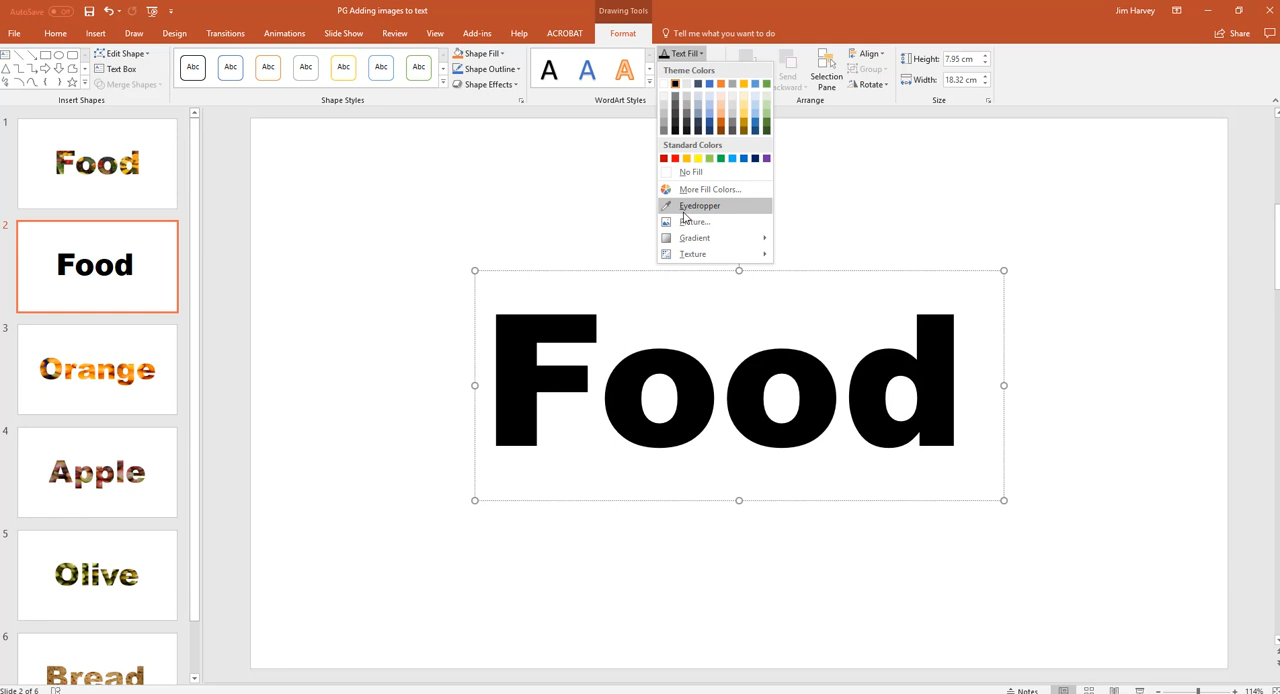 AutoSave Off
PG Adding images to text
Drawing Tools
Jim Harvey
File Home Insert Draw Design Transitions Animations Slide Show Review View Add-ins Help ACROBAT Format Tell me what you want to do
Share
Edit Shape
Text Box
Merge Shapes
Insert Shapes
Abc Abc Abc Abc Abc Abc Abc
Shape Styles
Shape Fill
Shape Outline
Shape Effects
A A A
WordArt Styles
Text Fill
Theme Colors
Standard Colors
No Fill
More Fill Colors...
Eyedropper
Gradient
Texture
Send
Selection
Pane
Align
Group
Rotate
Arrange
Height: 7.95 cm
Width: 18.32 cm
Size
1
Food
2
Food
3
Orange
4
Apple
5
Olive
6
Bread
Food
Slide 2 of 6
Notes
114%